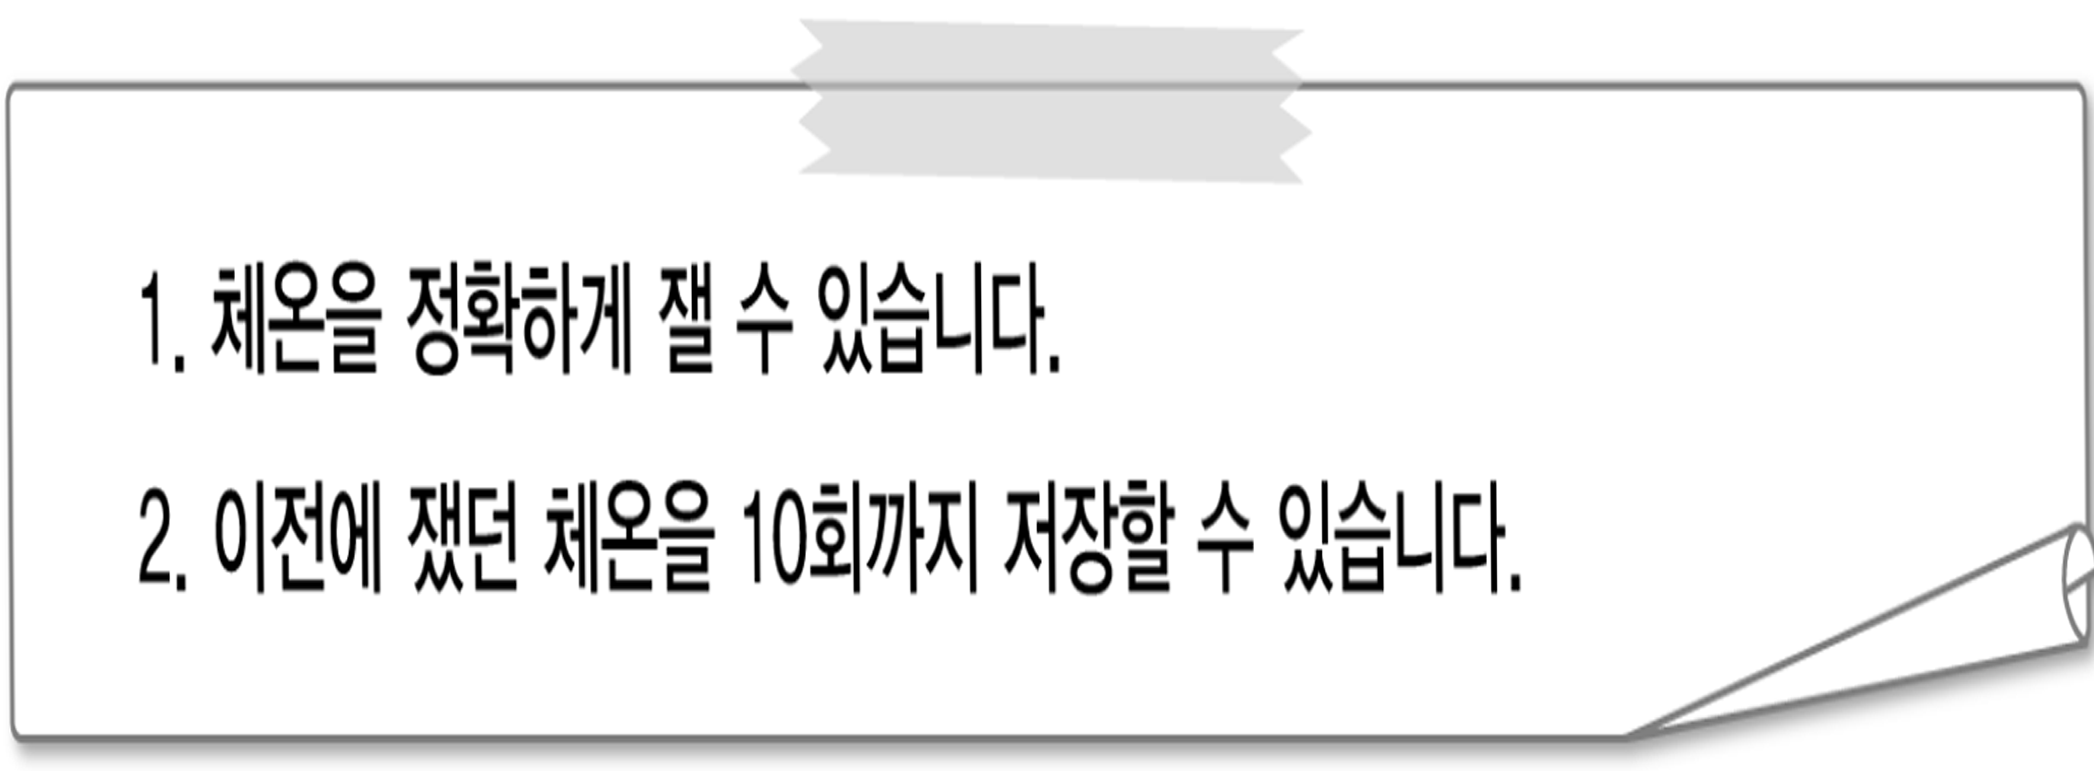 1. 체온을 정확하게 잴 수 있습니다.
2. 이전에 쟀던 체온을 10회까지 저장할 수 있습니다.